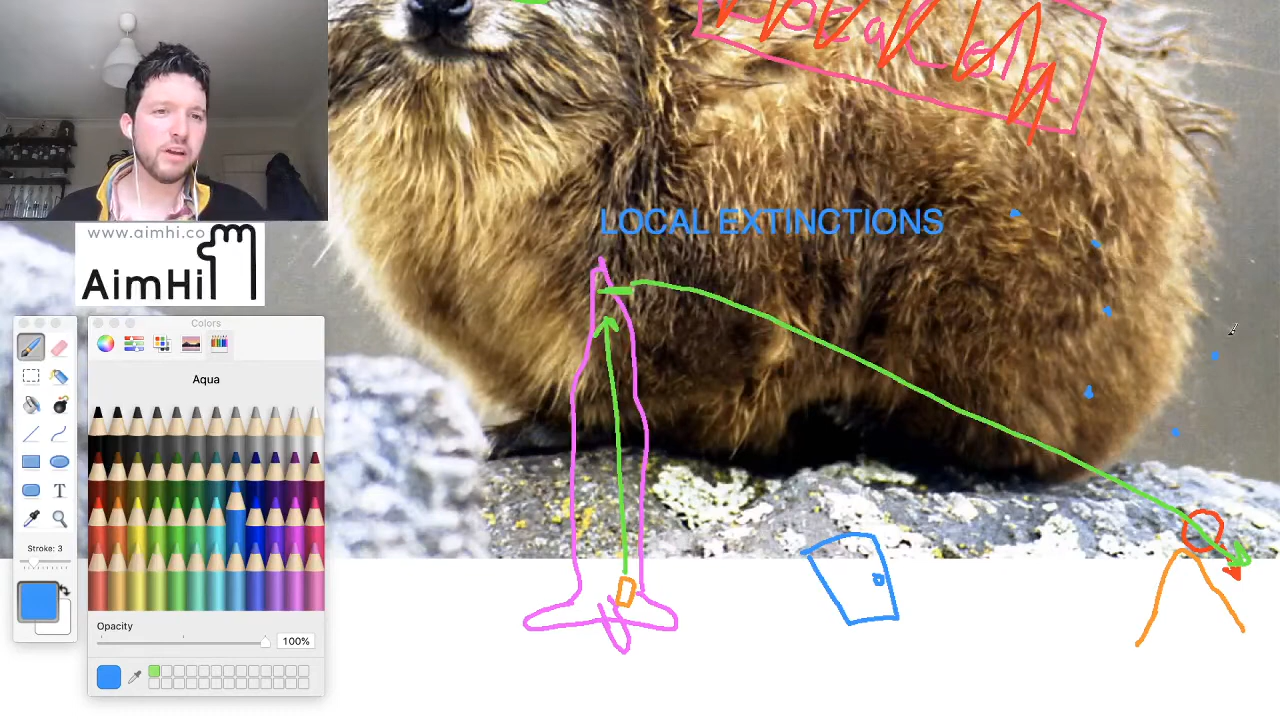 www.aimhi.co
AimHi
LOCAL EXTINCTIONS
Colors
Aqua
Stroke: 3
Opacity
100%